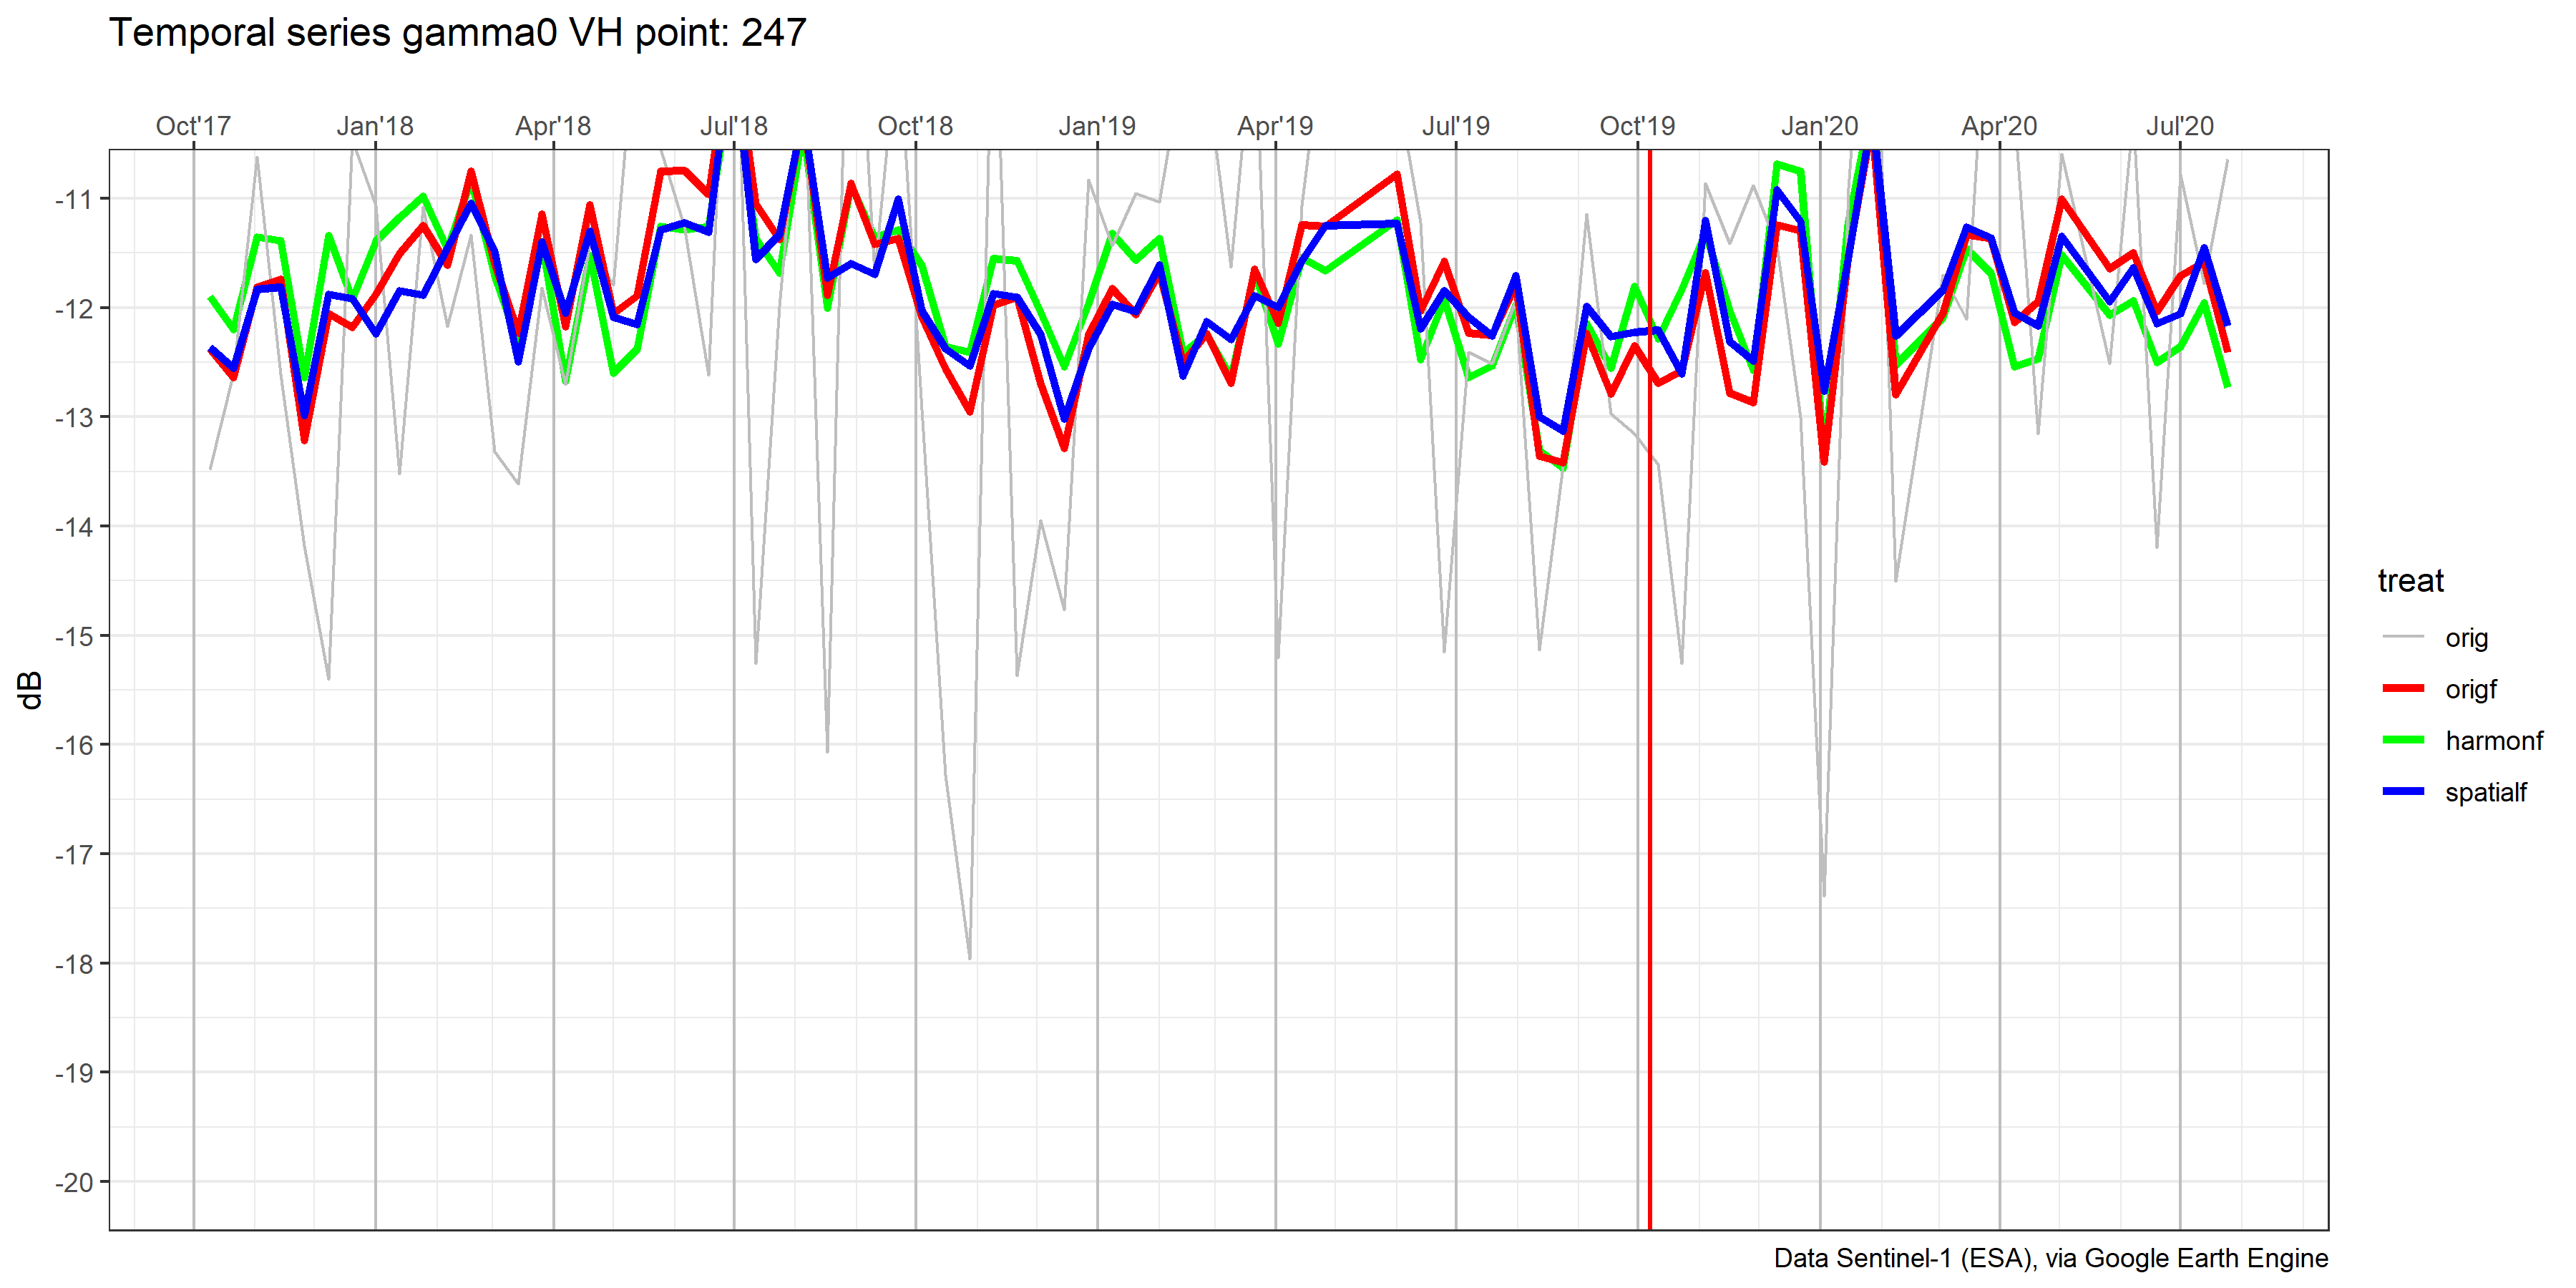 Temporal series gamma0 VH point: 247
Oct'17 Jan'18 Apr'18 Jul'18 Oct'18 Jan'19 Apr'19 Jul'19 Oct'19 Jan'20 Apr'20 Jul'20
-11
-12
-13
-14
-15
-16
-17
-18
-19
-20
dB
treat
orig
origf
harmonf
spatialf
Data Sentinel-1 (ESA), via Google Earth Engine